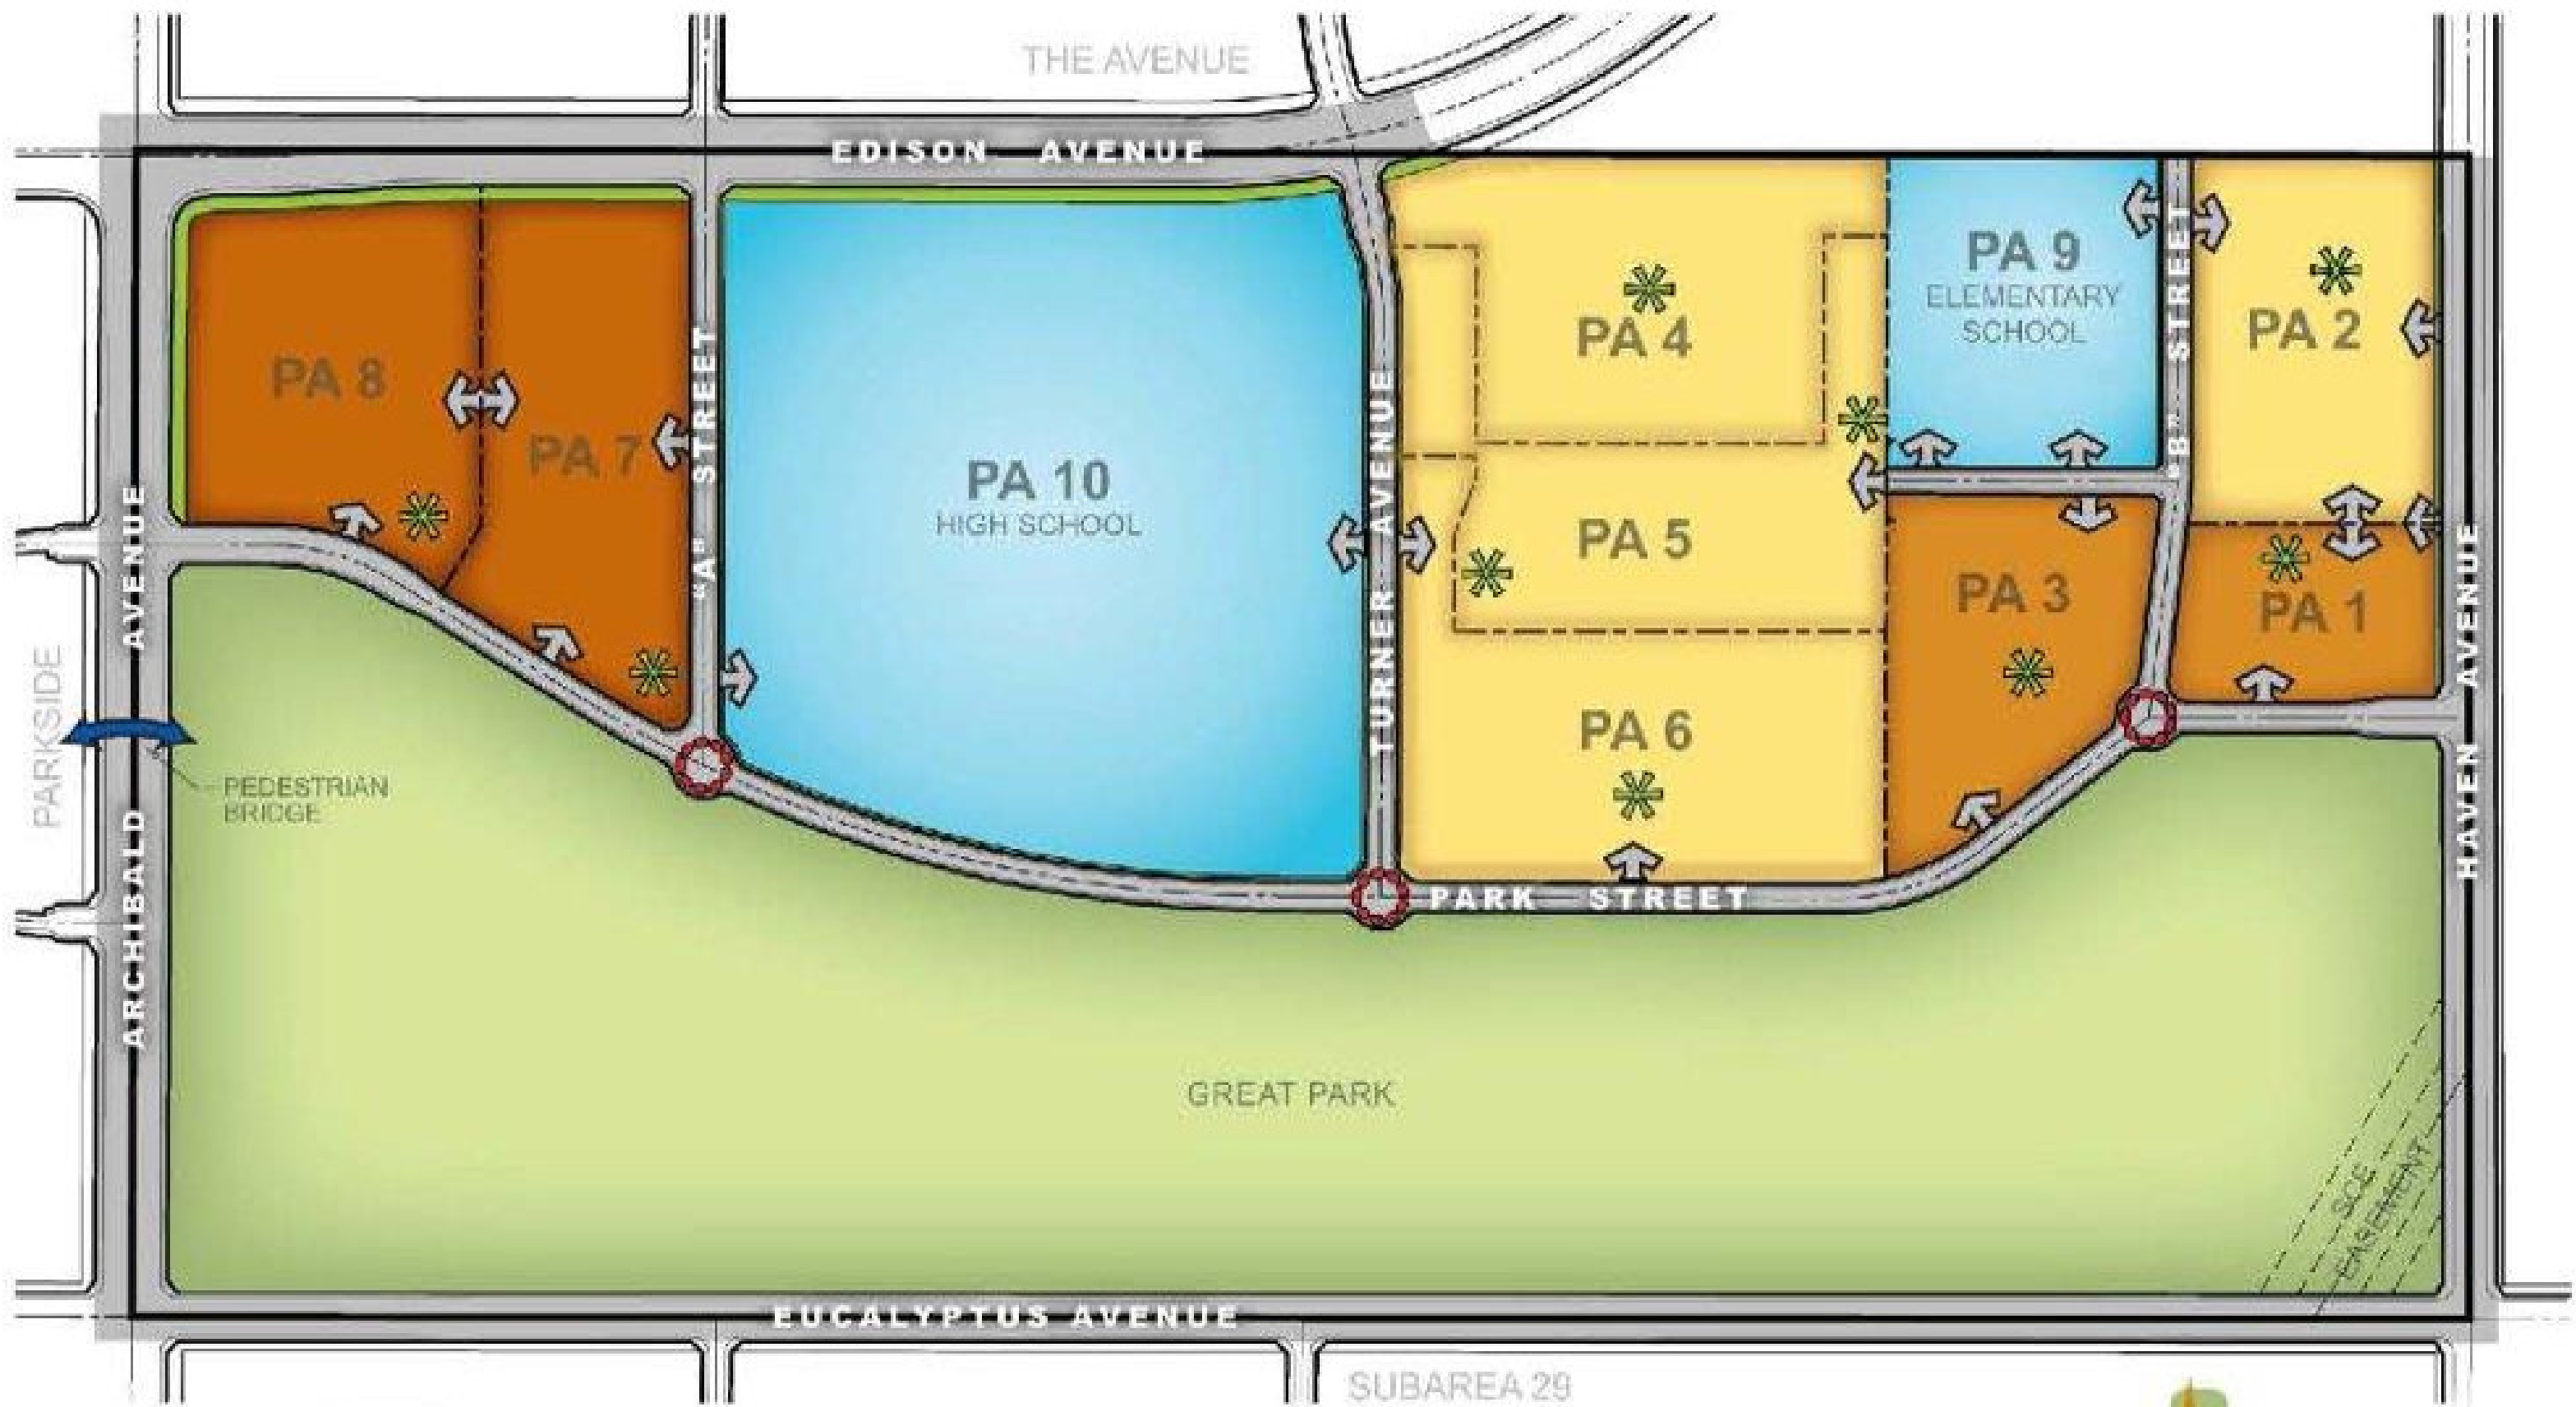 THE AVENUE
EDISON AVENUE
PA 8
PA 7
"A" STREET
PA 10
HIGH SCHOOL
TURNER AVENUE
PA 4
PA 5
PA 6
PA 9
ELEMENTARY
SCHOOL
"B" STREET
PA 2
PA 3
PA 1
HAVEN AVENUE
ARCHIBALD AVENUE
PARKSIDE
PEDESTRIAN
BRIDGE
PARK STREET
GREAT PARK
SCE
EASEMENT
EUCALYPTUS AVENUE
SUBAREA 29